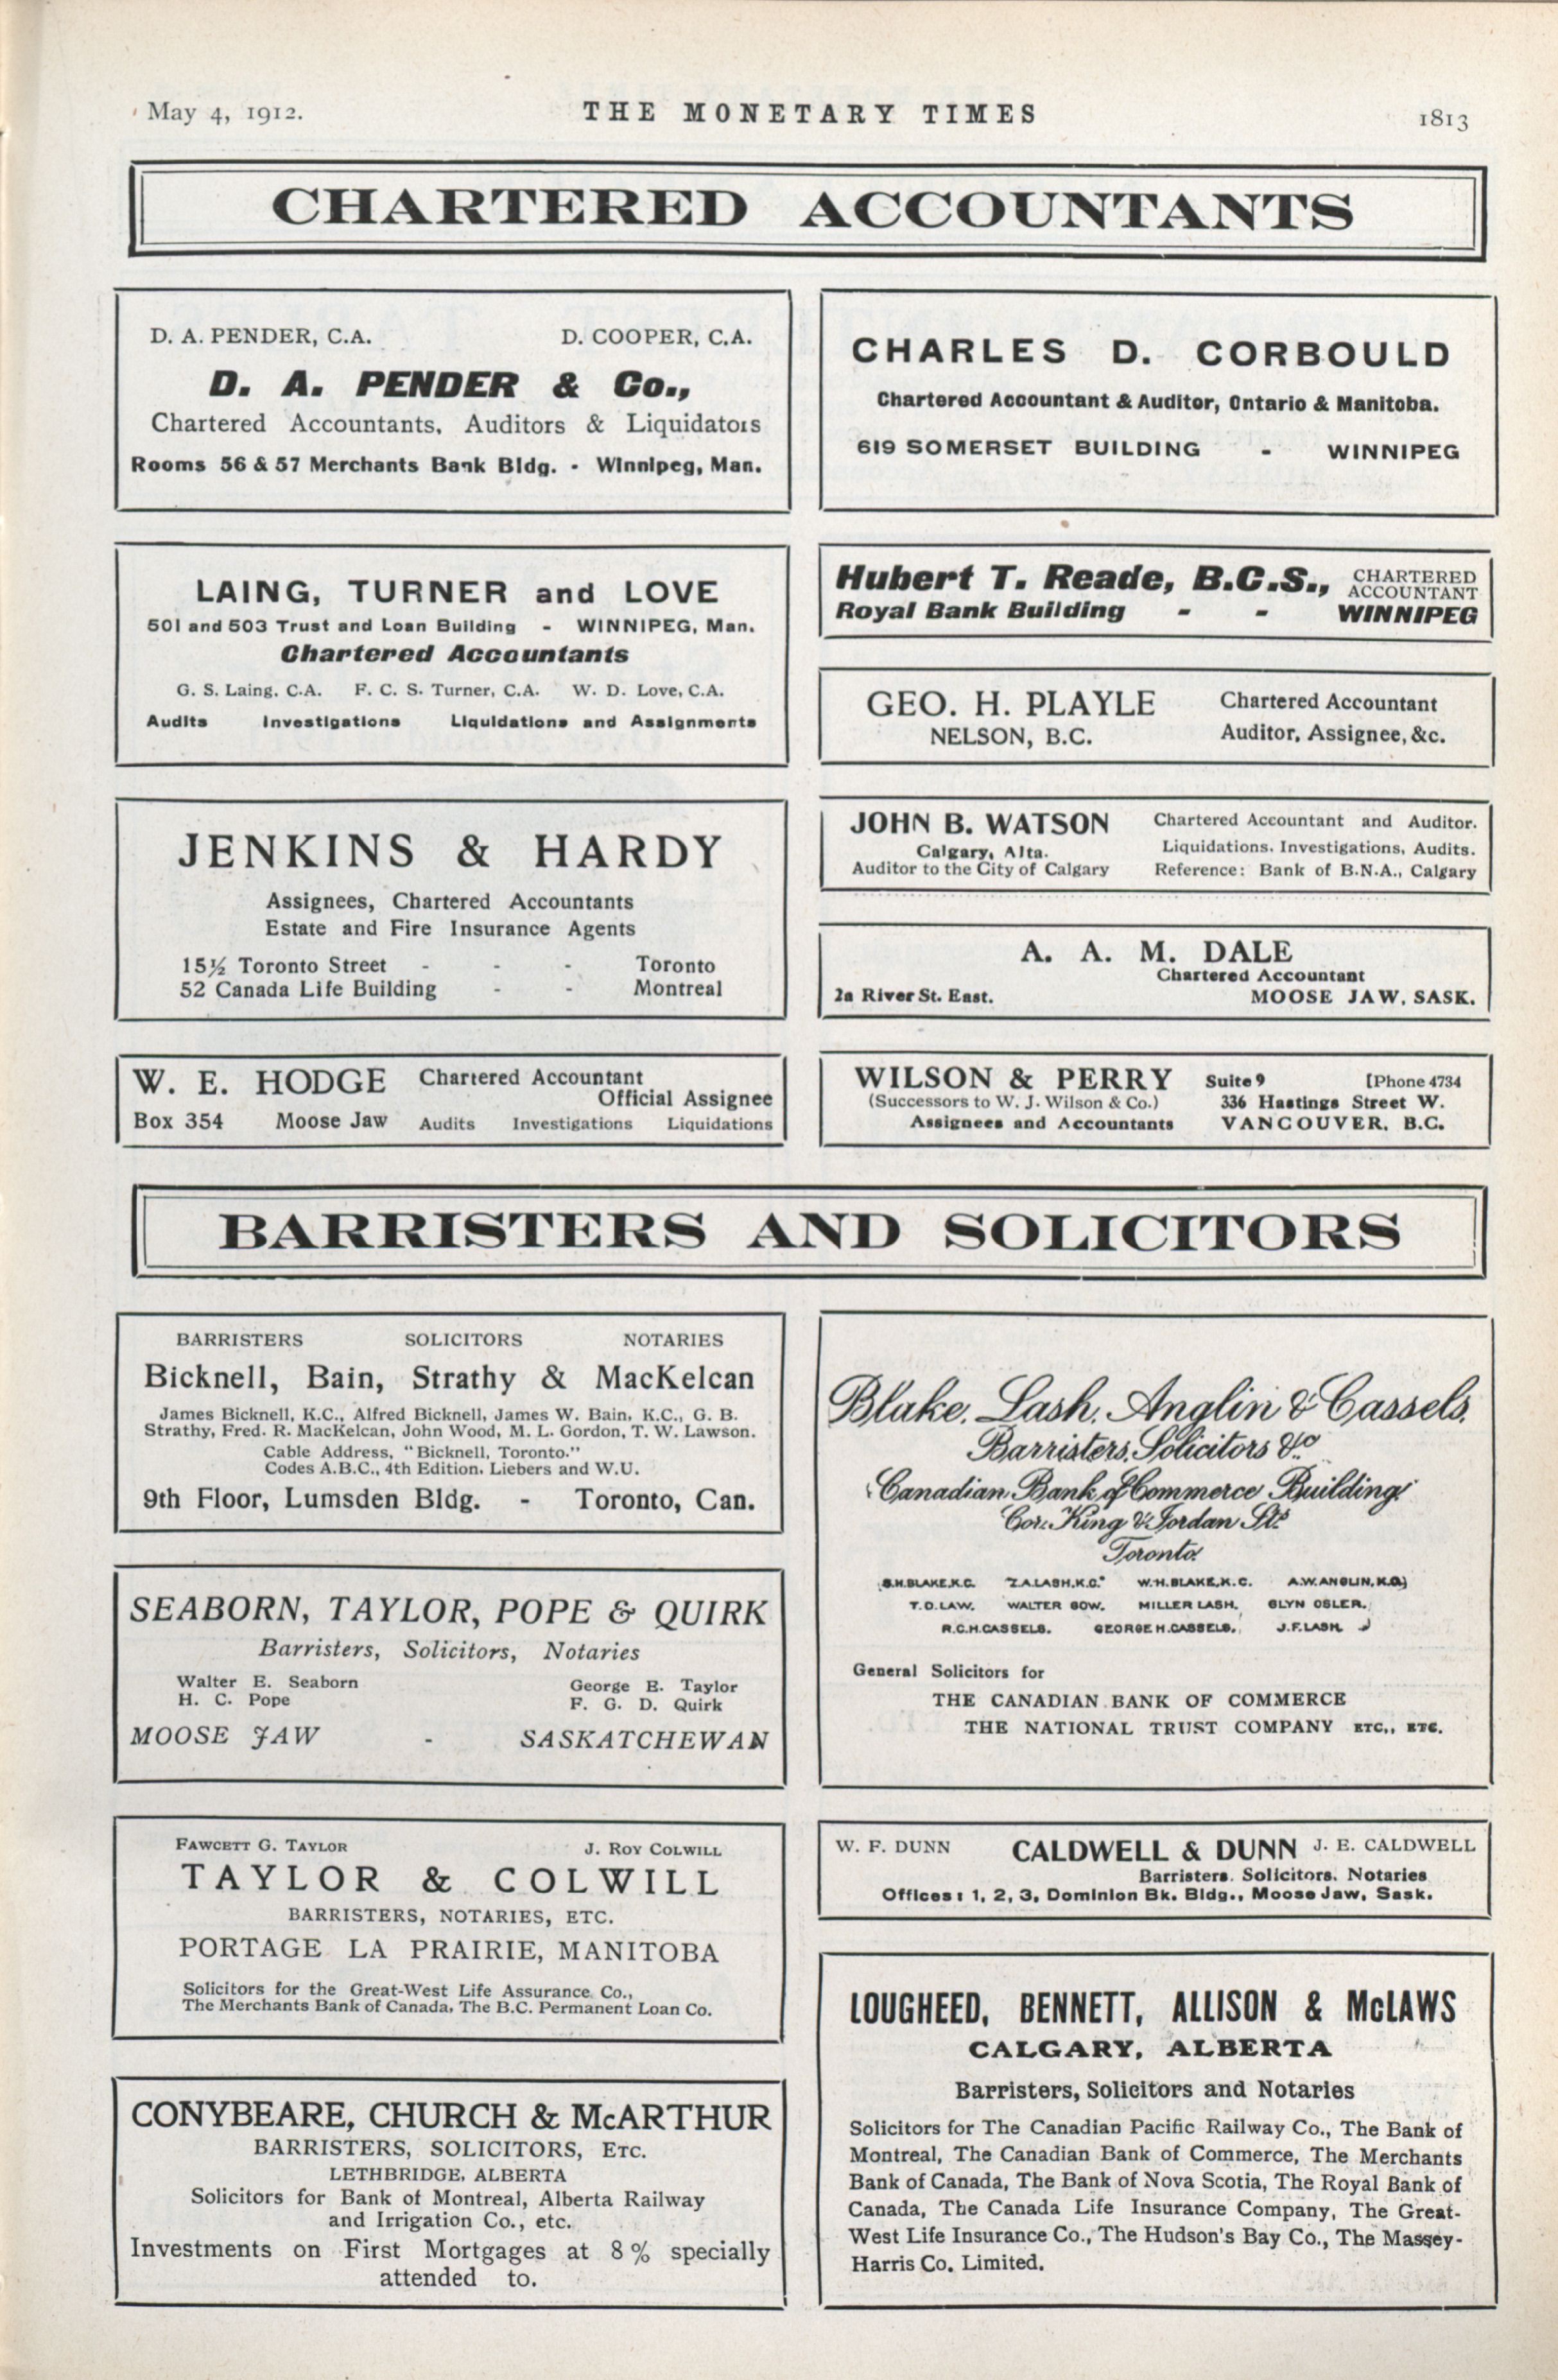 May 4, 1912.
THE MONETARY TIMES
1813
CHARTERED ACCOUNTANTS
D. A. PENDER, C.A. D. COOPER, C.A.
D. A. PENDER & Co.,
Chartered Accountants, Auditors & Liquidators
Rooms 56 & 57 Merchants Bank Bldg. - Winnipeg, Man.
LAING, TURNER and LOVE
501 and 503 Trust and Loan Building - WINNIPEG, Man.
Chartered Accountants
G. S. Laing, C.A. F. C. S. Turner, C.A. W. D. Love, C.A.
Audits Investigations Liquidations and Assignments
JENKINS & HARDY
Assignees, Chartered Accountants
Estate and Fire Insurance Agents
15½ Toronto Street - - - Toronto
52 Canada Life Building - - Montreal
W. E. HODGE Chartered Accountant
Official Assignee
Box 354 Moose Jaw Audits Investigations Liquidations
CHARLES D. CORBOULD
Chartered Accountant & Auditor, Ontario & Manitoba.
619 SOMERSET BUILDING - WINNIPEG
Hubert T. Reade, B.C.S., CHARTERED ACCOUNTANT
Royal Bank Building - - WINNIPEG
GEO. H. PLAYLE Chartered Accountant
NELSON, B.C. Auditor, Assignee, &c.
JOHN B. WATSON Chartered Accountant and Auditor.
Calgary, Alta. Liquidations, Investigations, Audits.
Auditor to the City of Calgary Reference: Bank of B.N.A., Calgary
A. A. M. DALE
Chartered Accountant
2a River St. East. MOOSE JAW, SASK.
WILSON & PERRY Suite 9 [Phone 4734
(Successors to W. J. Wilson & Co.) 336 Hastings Street W.
Assignees and Accountants VANCOUVER, B.C.
BARRISTERS AND SOLICITORS
BARRISTERS SOLICITORS NOTARIES
Bicknell, Bain, Strathy & MacKelcan
James Bicknell, K.C., Alfred Bicknell, James W. Bain, K.C., G. B.
Strathy, Fred. R. MacKelcan, John Wood, M. L. Gordon, T. W. Lawson.
Cable Address, "Bicknell, Toronto."
Codes A.B.C., 4th Edition, Liebers and W.U.
9th Floor, Lumsden Bldg. - Toronto, Can.
SEABORN, TAYLOR, POPE & QUIRK
Barristers, Solicitors, Notaries
Walter E. Seaborn George E. Taylor
H. C. Pope F. G. D. Quirk
MOOSE JAW - SASKATCHEWAN
FAWCETT G. TAYLOR J. ROY COLWILL
TAYLOR & COLWILL
BARRISTERS, NOTARIES, ETC.
PORTAGE LA PRAIRIE, MANITOBA
Solicitors for the Great-West Life Assurance Co.,
The Merchants Bank of Canada, The B.C. Permanent Loan Co.
CONYBEARE, CHURCH & McARTHUR
BARRISTERS, SOLICITORS, ETC.
LETHBRIDGE, ALBERTA
Solicitors for Bank of Montreal, Alberta Railway
and Irrigation Co., etc.
Investments on First Mortgages at 8% specially
attended to.
Blake, Lash, Anglin & Cassels,
Barristers, Solicitors &c.
Canadian Bank of Commerce Building
Cor. King & Jordan Sts
Toronto
S.H.BLAKE,K.C. Z.A.LASH,K.C. W.H.BLAKE,K.C. A.W.ANGLIN,K.C.
T.D.LAW. WALTER GOW. MILLER LASH. GLYN OSLER.
R.C.H.CASSELS. GEORGE H.CASSELS. J.F.LASH.
General Solicitors for
THE CANADIAN BANK OF COMMERCE
THE NATIONAL TRUST COMPANY ETC., ETC.
W. F. DUNN CALDWELL & DUNN J. E. CALDWELL
Barristers, Solicitors, Notaries
Offices: 1, 2, 3, Dominion Bk. Bldg., Moose Jaw, Sask.
LOUGHEED, BENNETT, ALLISON & McLAWS
CALGARY, ALBERTA
Barristers, Solicitors and Notaries
Solicitors for The Canadian Pacific Railway Co., The Bank of
Montreal, The Canadian Bank of Commerce, The Merchants
Bank of Canada, The Bank of Nova Scotia, The Royal Bank of
Canada, The Canada Life Insurance Company, The Great-
West Life Insurance Co., The Hudson's Bay Co., The Massey-
Harris Co. Limited.